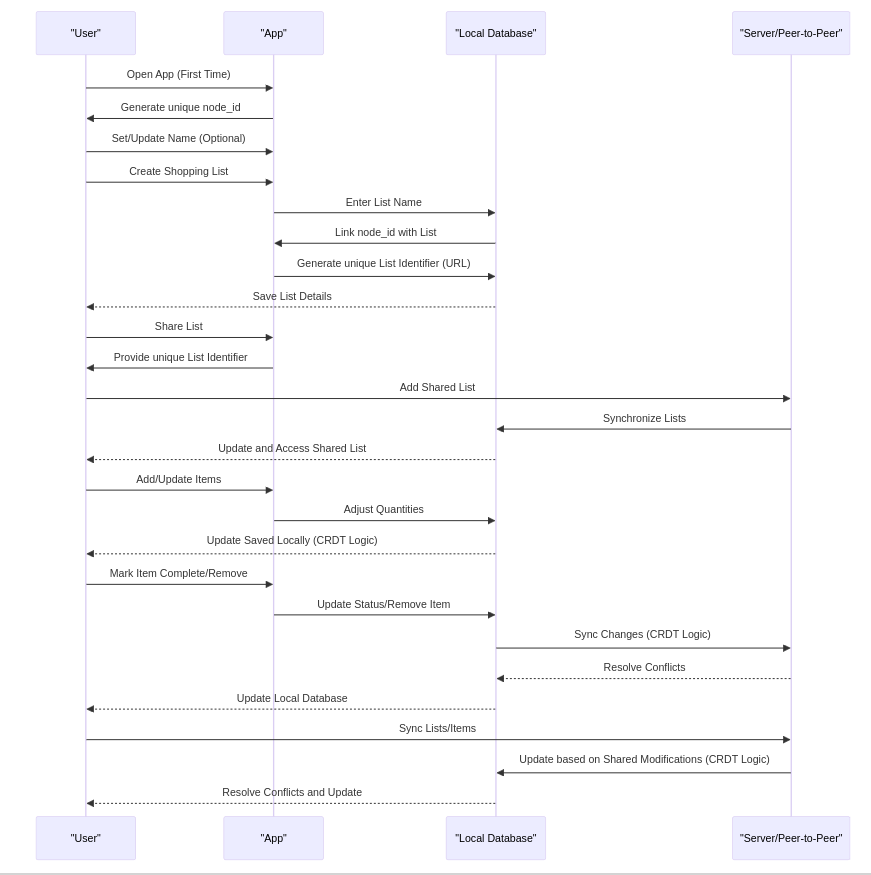 "User" "App" "Local Database" "Server/Peer-to-Peer"
Open App (First Time)
Generate unique node_id
Set/Update Name (Optional)
Create Shopping List
Enter List Name
Link node_id with List
Generate unique List Identifier (URL)
Save List Details
Share List
Provide unique List Identifier
Add Shared List
Synchronize Lists
Update and Access Shared List
Add/Update Items
Adjust Quantities
Update Saved Locally (CRDT Logic)
Mark Item Complete/Remove
Update Status/Remove Item
Sync Changes (CRDT Logic)
Resolve Conflicts
Update Local Database
Sync Lists/Items
Update based on Shared Modifications (CRDT Logic)
Resolve Conflicts and Update
"User" "App" "Local Database" "Server/Peer-to-Peer"